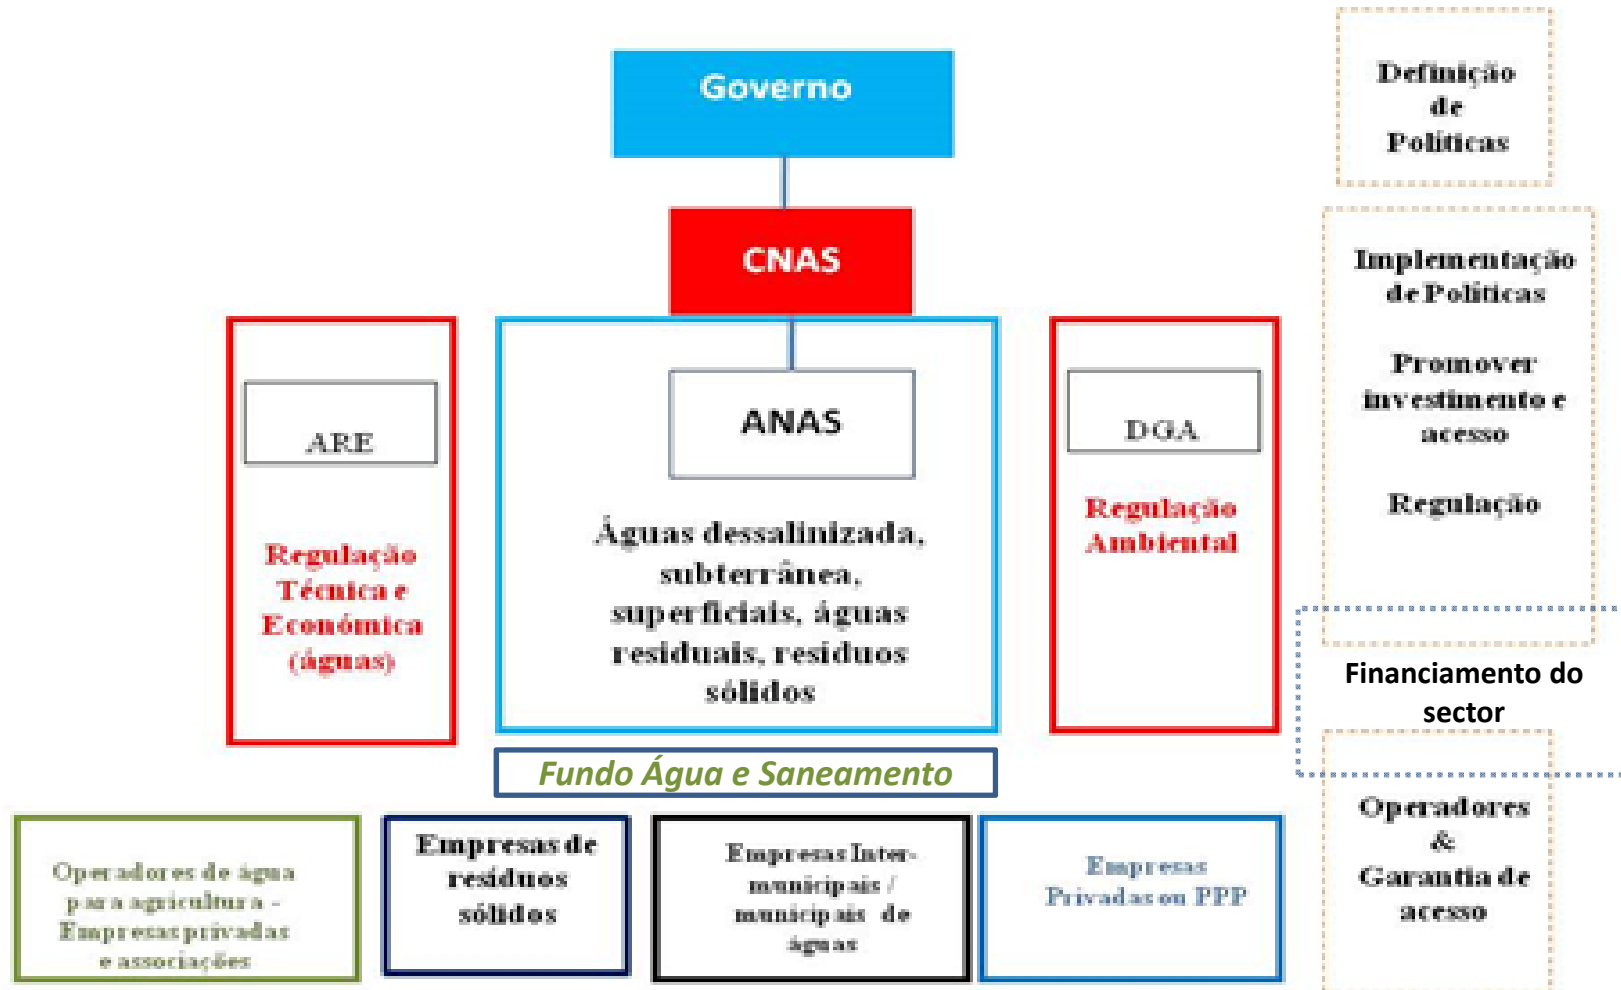 Governo
CNAS
ARE
Regulação
Técnica e
Económica
(águas)
ANAS
Águas dessalinizada,
subterrânea,
superficiais, águas
residuais, resíduos
sólidos
DGA
Regulação
Ambiental
Fundo Água e Saneamento
Operadores de água
para agricultura -
Empresas privadas
e associações
Empresas de
resíduos
sólidos
Empresas Inter-
municipais /
municipais de
águas
Empresas
Privadas ou PPP
Definição
de
Políticas
Implementação
de Políticas
Promover
investimento e
acesso
Regulação
Financiamento do
sector
Operadores
&
Garantia de
acesso